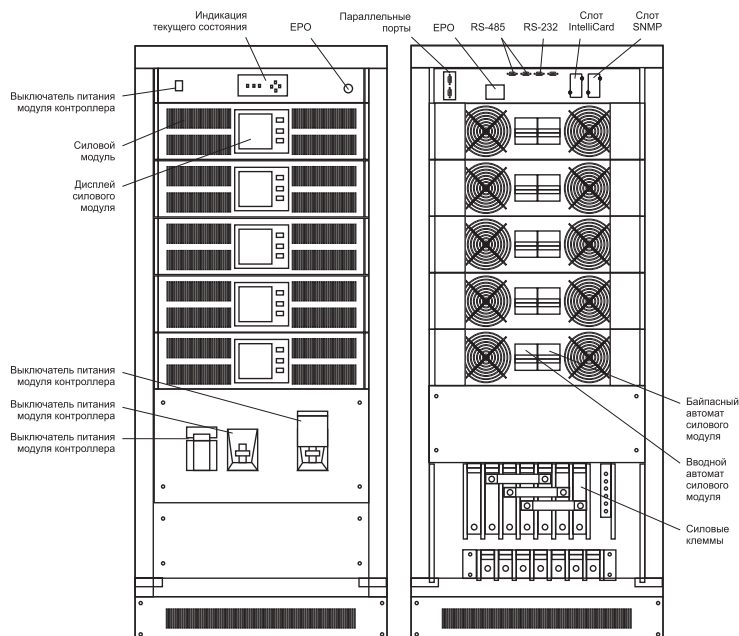 Индикация
текущего состояния
EPO
Параллельные
порты
EPO
RS-485
RS-232
Слот
IntelliCard
Слот
SNMP
Выключатель питания
модуля контроллера
Силовой
модуль
Дисплей
силового
модуля
Выключатель питания
модуля контроллера
Выключатель питания
модуля контроллера
Выключатель питания
модуля контроллера
Байпасный
автомат
силового
модуля
Вводной
автомат
силового
модуля
Силовые
клеммы